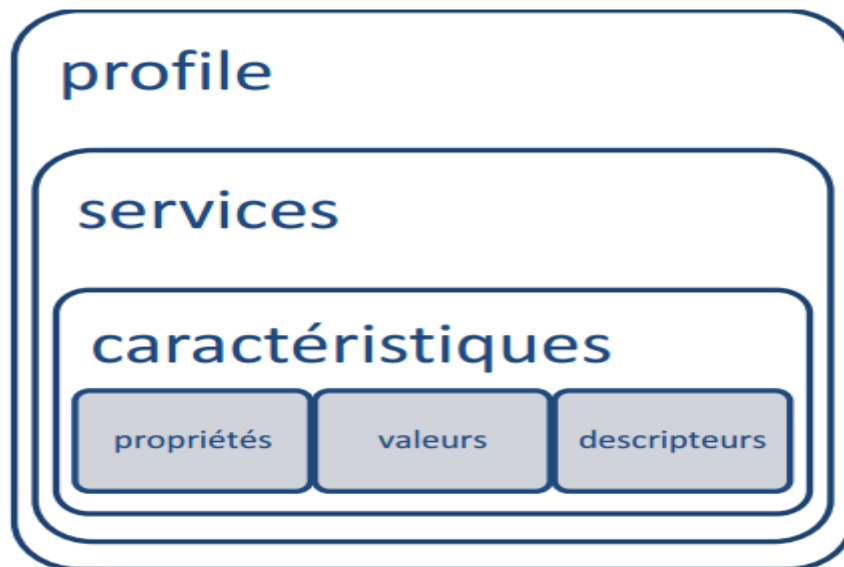 profile
services
caractéristiques
propriétés valeurs descripteurs